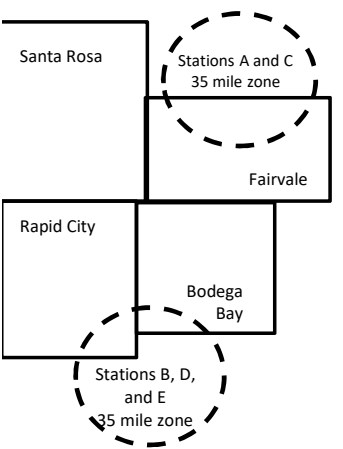 Santa Rosa
Stations A and C
35 mile zone
Fairvale
Rapid City
Bodega
Bay
Stations B, D,
and E
35 mile zone